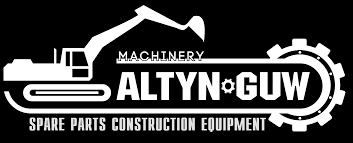 MACHINERY
ALTYN GUW
SPARE PARTS CONSTRUCTION EQUIPMENT